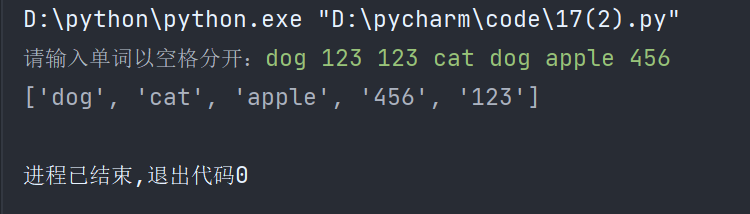 D:\python\python.exe "D:\pycharm\code\17(2).py"
请输入单词以空格分开：dog 123 123 cat dog apple 456
['dog', 'cat', 'apple', '456', '123']
进程已结束,退出代码0